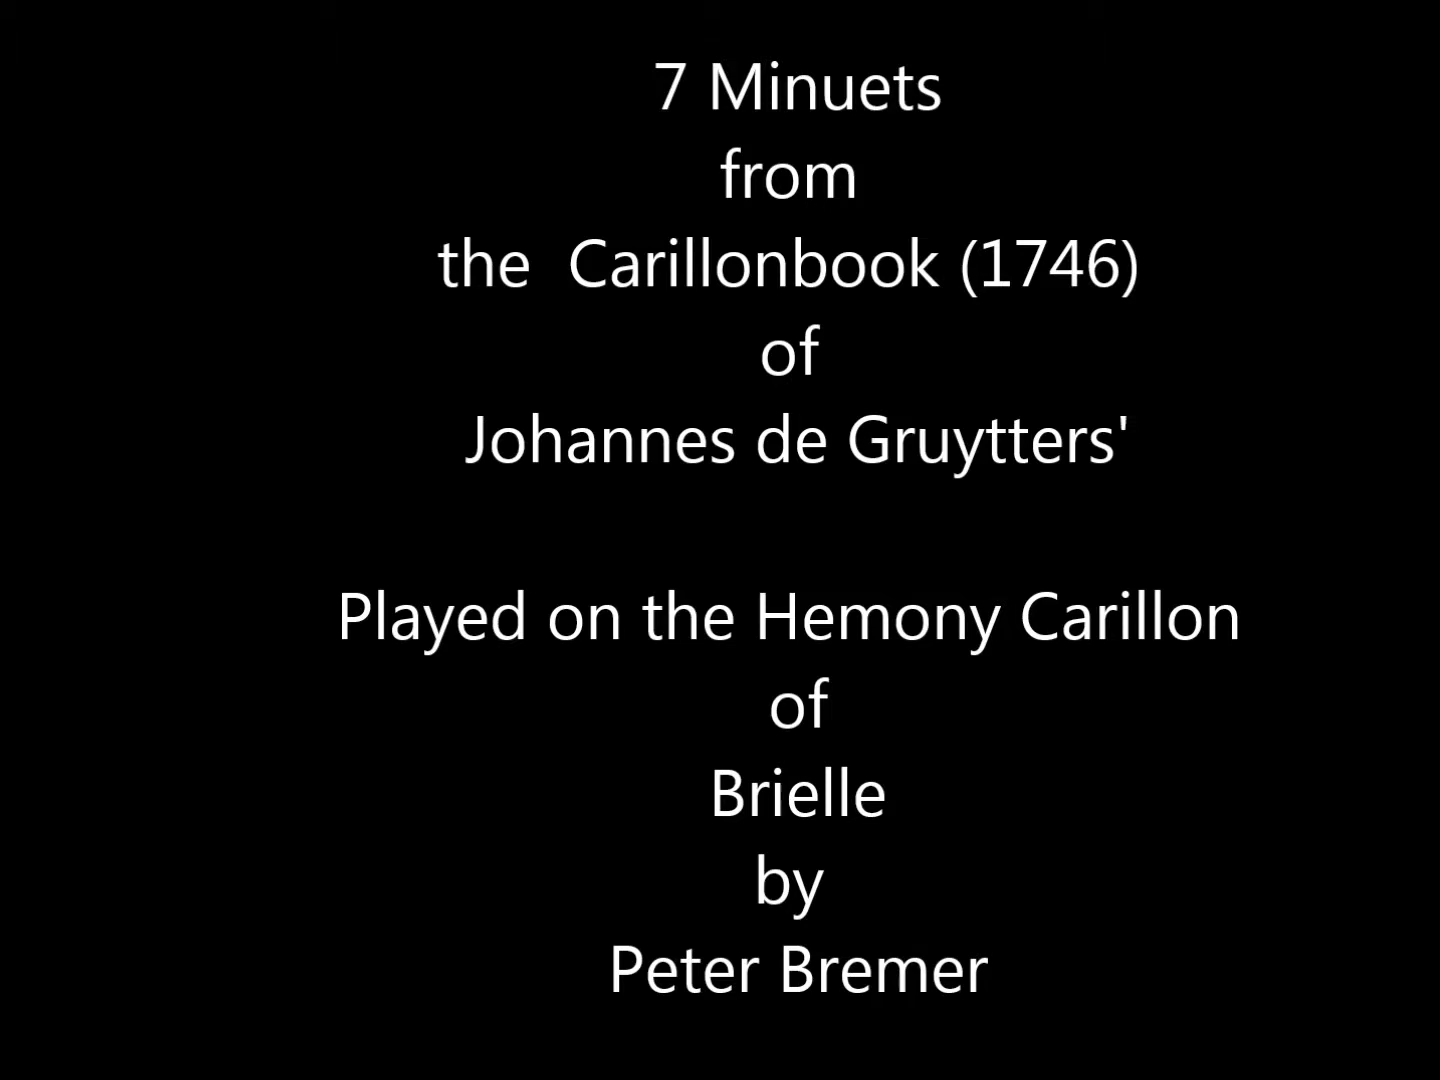 7 Minuets
from
the  Carillonbook (1746)
of
Johannes de Gruytters'
Played on the Hemony Carillon
of
Brielle
by
Peter Bremer